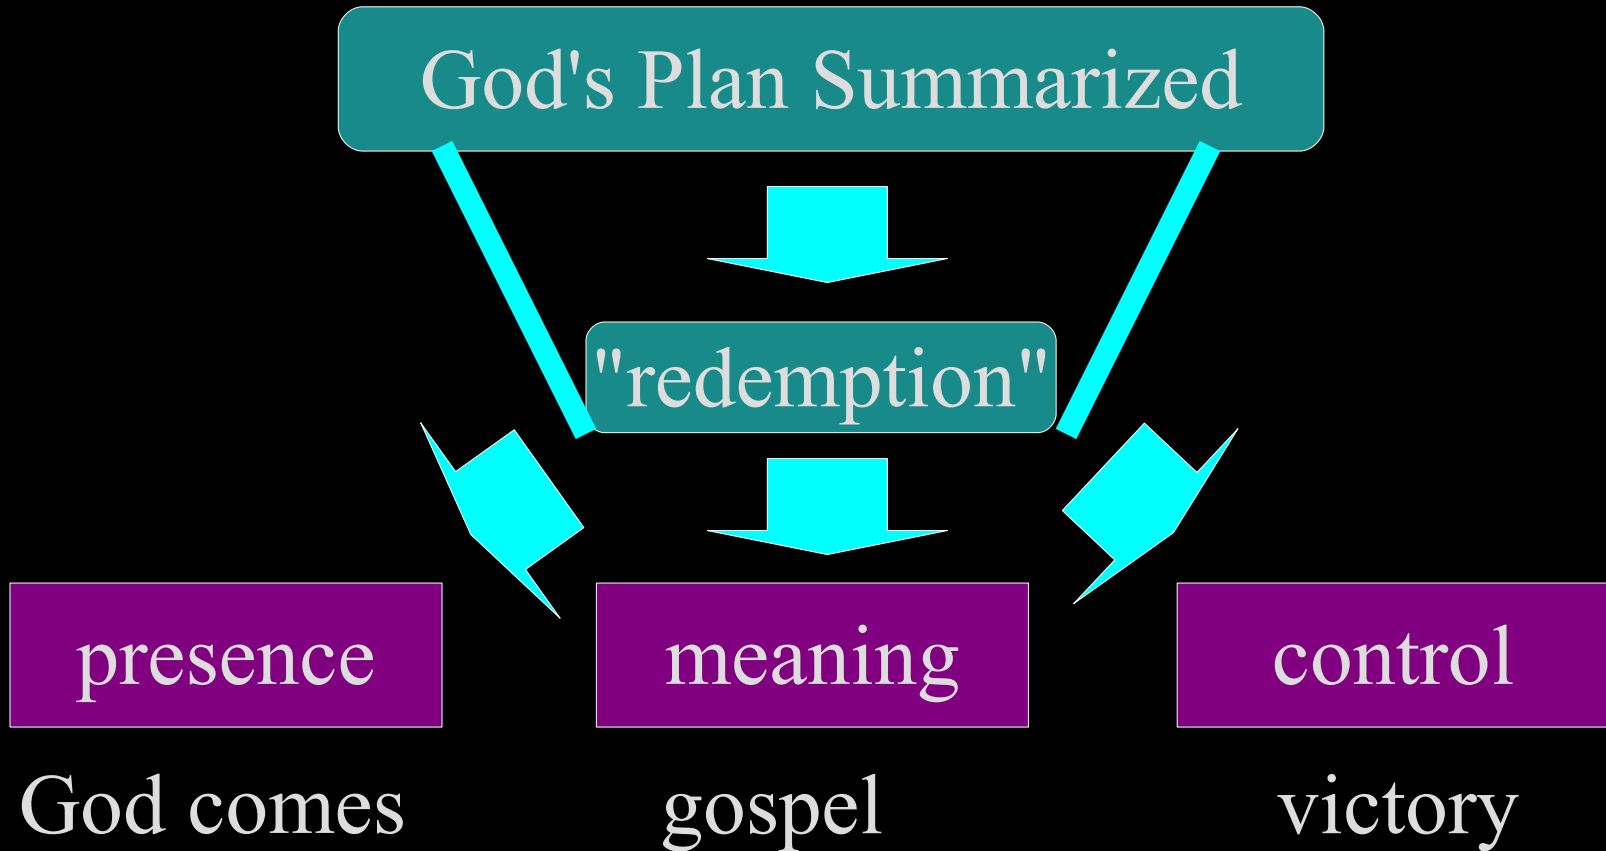 God's Plan Summarized
"redemption"
presence
meaning
control
God comes
gospel
victory